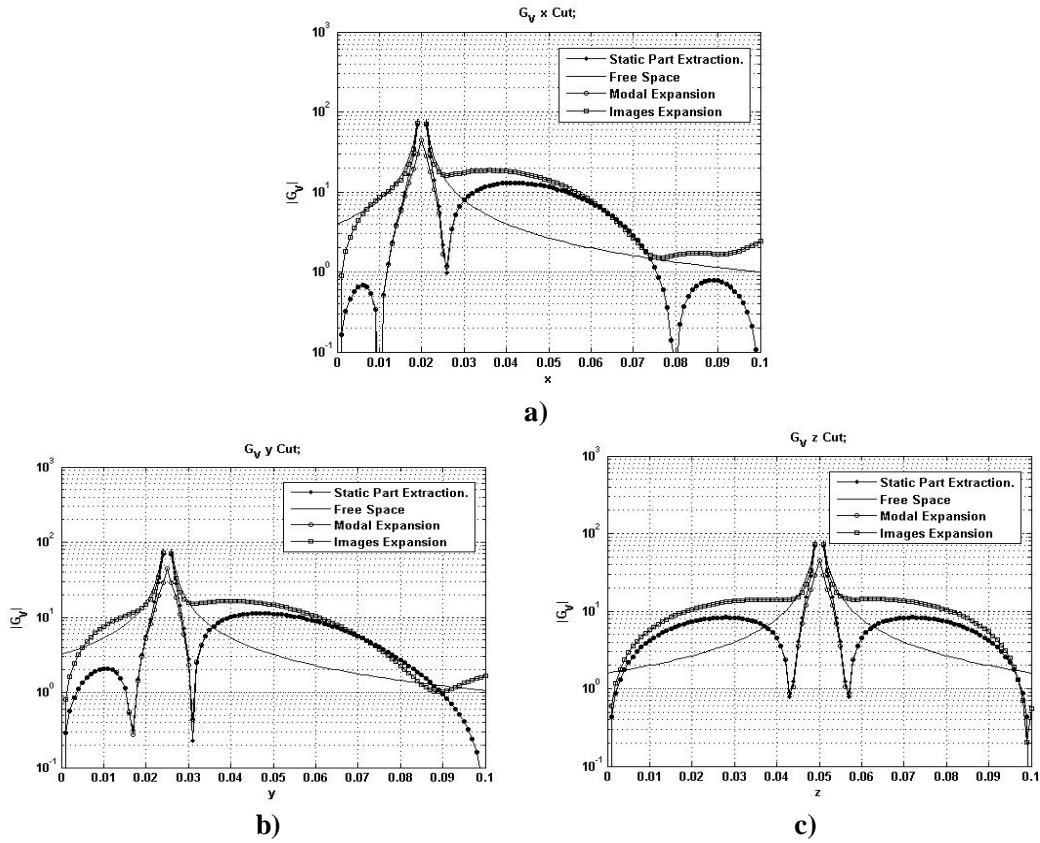 G_V x Cut;
10^3
10^2
10^1
10^0
10^-1
|G_V|
Static Part Extraction.
Free Space
Modal Expansion
Images Expansion
0 0.01 0.02 0.03 0.04 0.05 0.06 0.07 0.08 0.09 0.1
x
a)
G_V y Cut;
10^3
10^2
10^1
10^0
10^-1
|G_V|
Static Part Extraction.
Free Space
Modal Expansion
Images Expansion
0 0.01 0.02 0.03 0.04 0.05 0.06 0.07 0.08 0.09 0.1
y
b)
G_V z Cut;
10^3
10^2
10^1
10^0
10^-1
|G_V|
Static Part Extraction.
Free Space
Modal Expansion
Images Expansion
0 0.01 0.02 0.03 0.04 0.05 0.06 0.07 0.08 0.09 0.1
z
c)